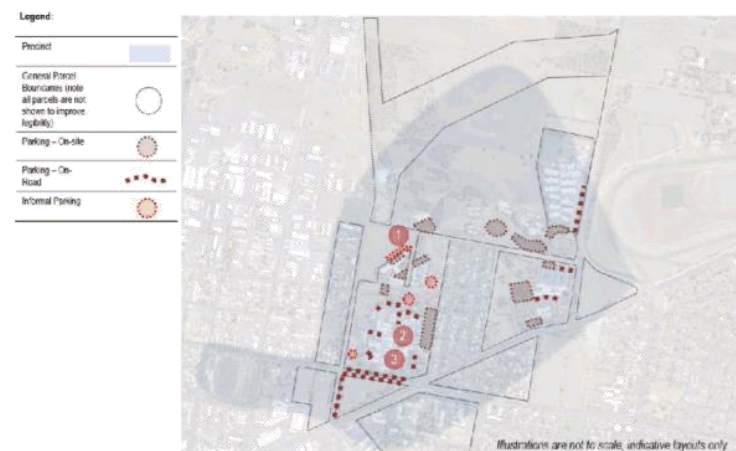 Legend:
Precinct
General Parcel
Boundaries (note
all parcels are not
shown to improve
legibility)
Parking – On-site
Parking – On-
Road
Informal Parking
1
2
3
Illustrations are not to scale, indicative layouts only